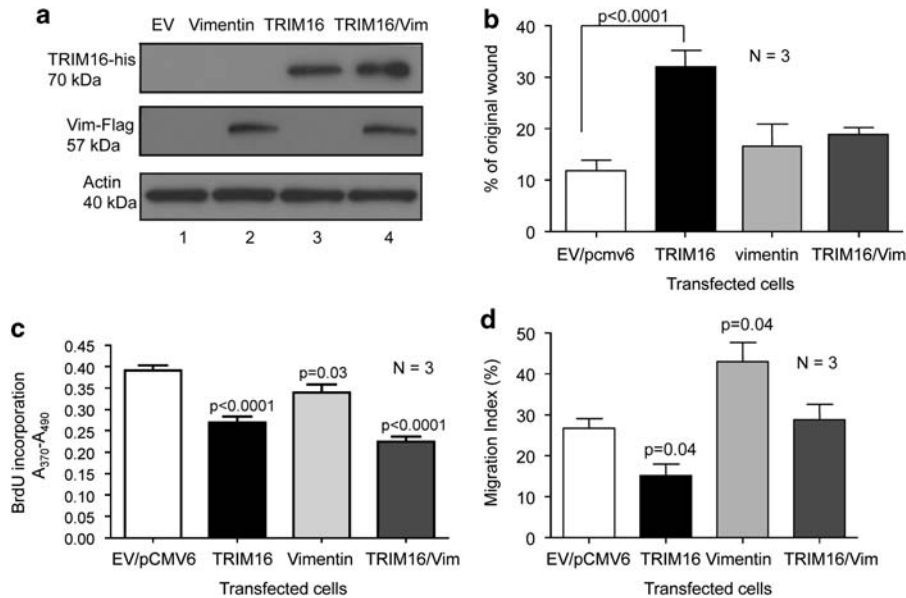 a
EV Vimentin TRIM16 TRIM16/Vim
TRIM16-his
70 kDa
Vim-Flag
57 kDa
Actin
40 kDa
1 2 3 4
b
p<0.0001
N = 3
% of original wound
40
30
20
10
0
EV/pcmv6 TRIM16 vimentin TRIM16/Vim
Transfected cells
c
BrdU incorporation
A370-A490
0.45
0.40
0.35
0.30
0.25
0.20
0.15
0.10
0.05
0.00
p<0.0001
p=0.03
p<0.0001
N = 3
EV/pCMV6 TRIM16 Vimentin TRIM16/Vim
Transfected cells
d
Migration Index (%)
50
40
30
20
10
0
p=0.04
p=0.04
N = 3
EV/pCMV6 TRIM16 Vimentin TRIM16/Vim
Transfected cells